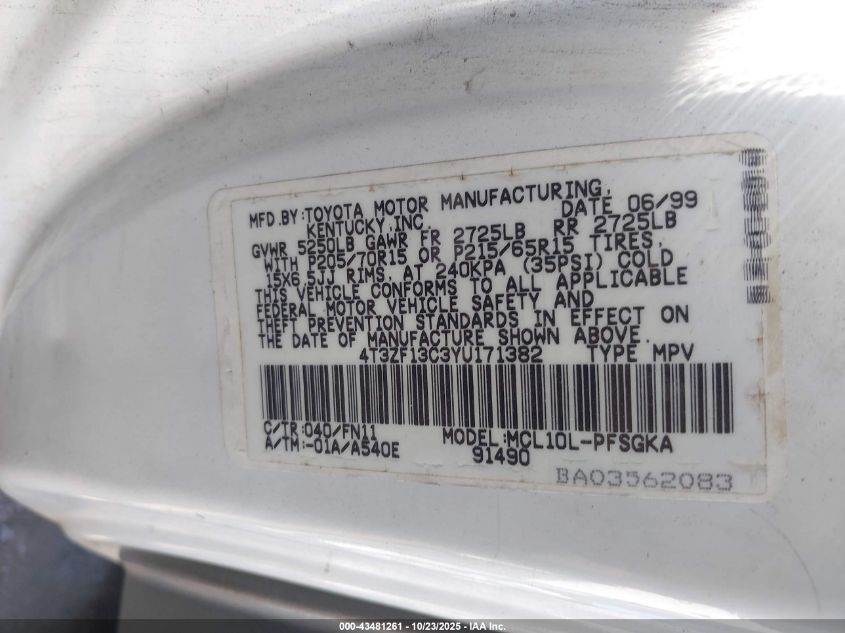 MFD.BY:TOYOTA MOTOR MANUFACTURING,
KENTUCKY,INC. DATE 06/99
GVWR 5250LB GAWR FR 2725LB RR 2725LB
WITH P205/70R15 OR P215/65R15 TIRES,
15X6.5JJ RIMS, AT 240KPA (35PSI) COLD
THIS VEHICLE CONFORMS TO ALL APPLICABLE
FEDERAL MOTOR VEHICLE SAFETY AND
THEFT PREVENTION STANDARDS IN EFFECT ON
THE DATE OF MANUFACTURE SHOWN ABOVE.
4T3ZF13C3YU171382 TYPE MPV
C/TR:040/FN11 MODEL:MCL10L-PFSGKA
A/TM:-01A/A540E 91490
BA03562083
000-43481261 - 10/23/2025 - IAA Inc.